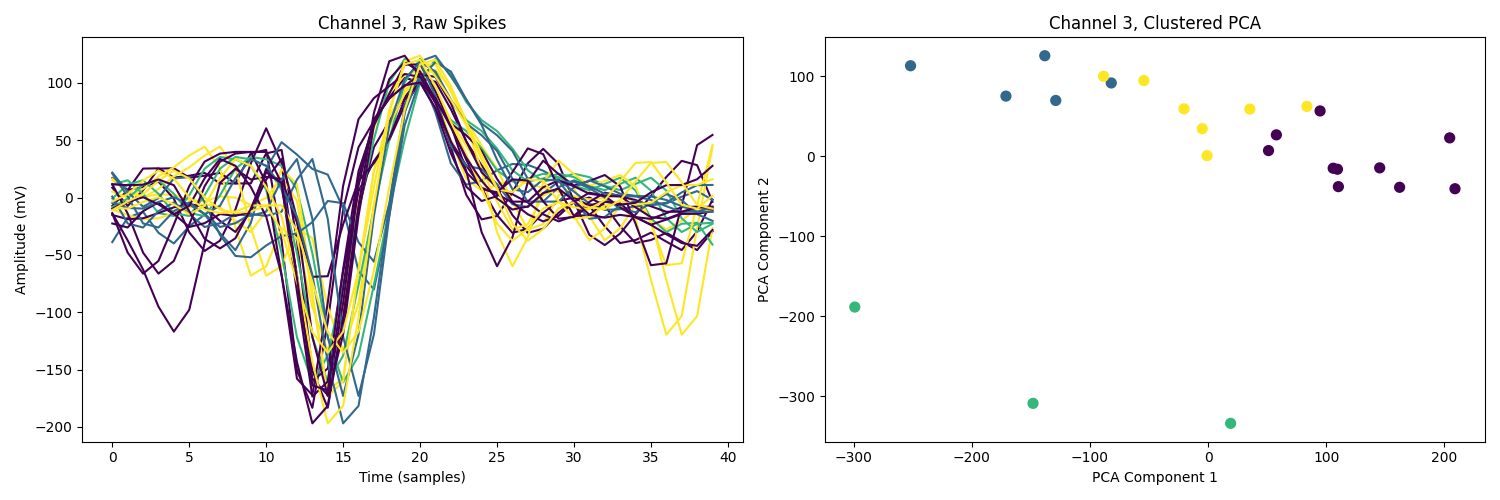 Channel 3, Raw Spikes
Amplitude (mV)
100
50
0
−50
−100
−150
−200
0 5 10 15 20 25 30 35 40
Time (samples)
Channel 3, Clustered PCA
PCA Component 2
100
0
−100
−200
−300
−300 −200 −100 0 100 200
PCA Component 1